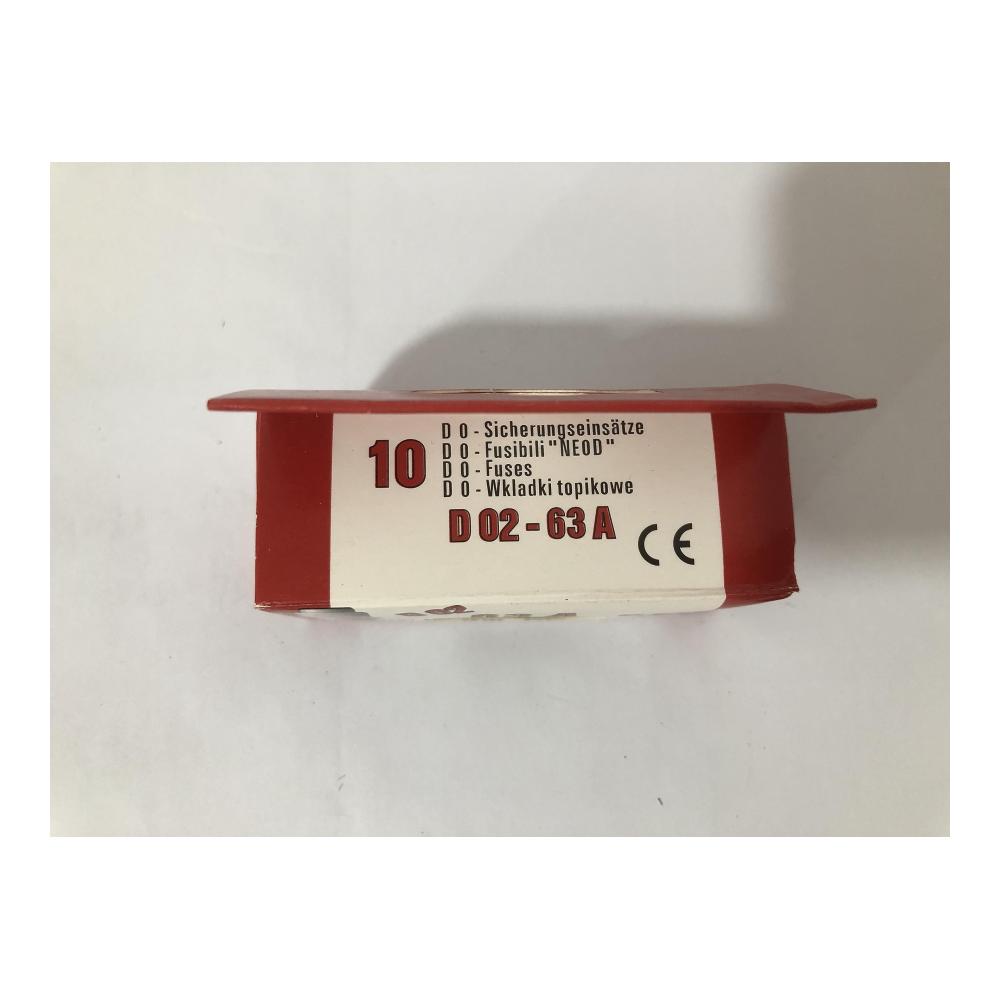 10
D 0 - Sicherungseinsätze
D 0 - Fusibili "NEOD"
D 0 - Fuses
D 0 - Wkladki topikowe
D 02 - 63 A
CE